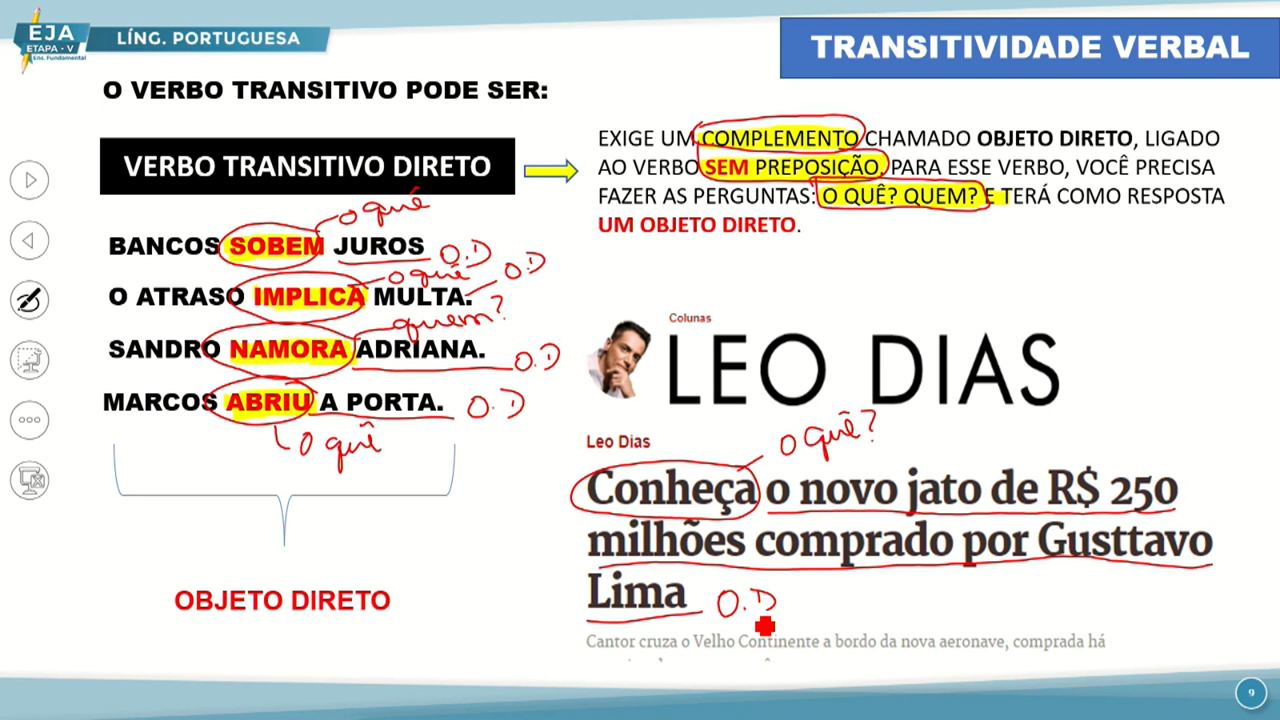 EJA
ETAPA - V
Ens. Fundamental
LÍNG. PORTUGUESA
TRANSITIVIDADE VERBAL
O VERBO TRANSITIVO PODE SER:
VERBO TRANSITIVO DIRETO
EXIGE UM COMPLEMENTO CHAMADO OBJETO DIRETO, LIGADO
AO VERBO SEM PREPOSIÇÃO. PARA ESSE VERBO, VOCÊ PRECISA
FAZER AS PERGUNTAS: O QUÊ? QUEM? E TERÁ COMO RESPOSTA
UM OBJETO DIRETO.
o quê
BANCOS SOBEM JUROS O.D
o quê O.D
O ATRASO IMPLICA MULTA.
quem?
SANDRO NAMORA ADRIANA. O.D
MARCOS ABRIU A PORTA. O.D
o quê
OBJETO DIRETO
Colunas
LEO DIAS
Leo Dias
o quê?
Conheça o novo jato de R$ 250
milhões comprado por Gusttavo
Lima O.D
Cantor cruza o Velho Continente a bordo da nova aeronave, comprada há
9